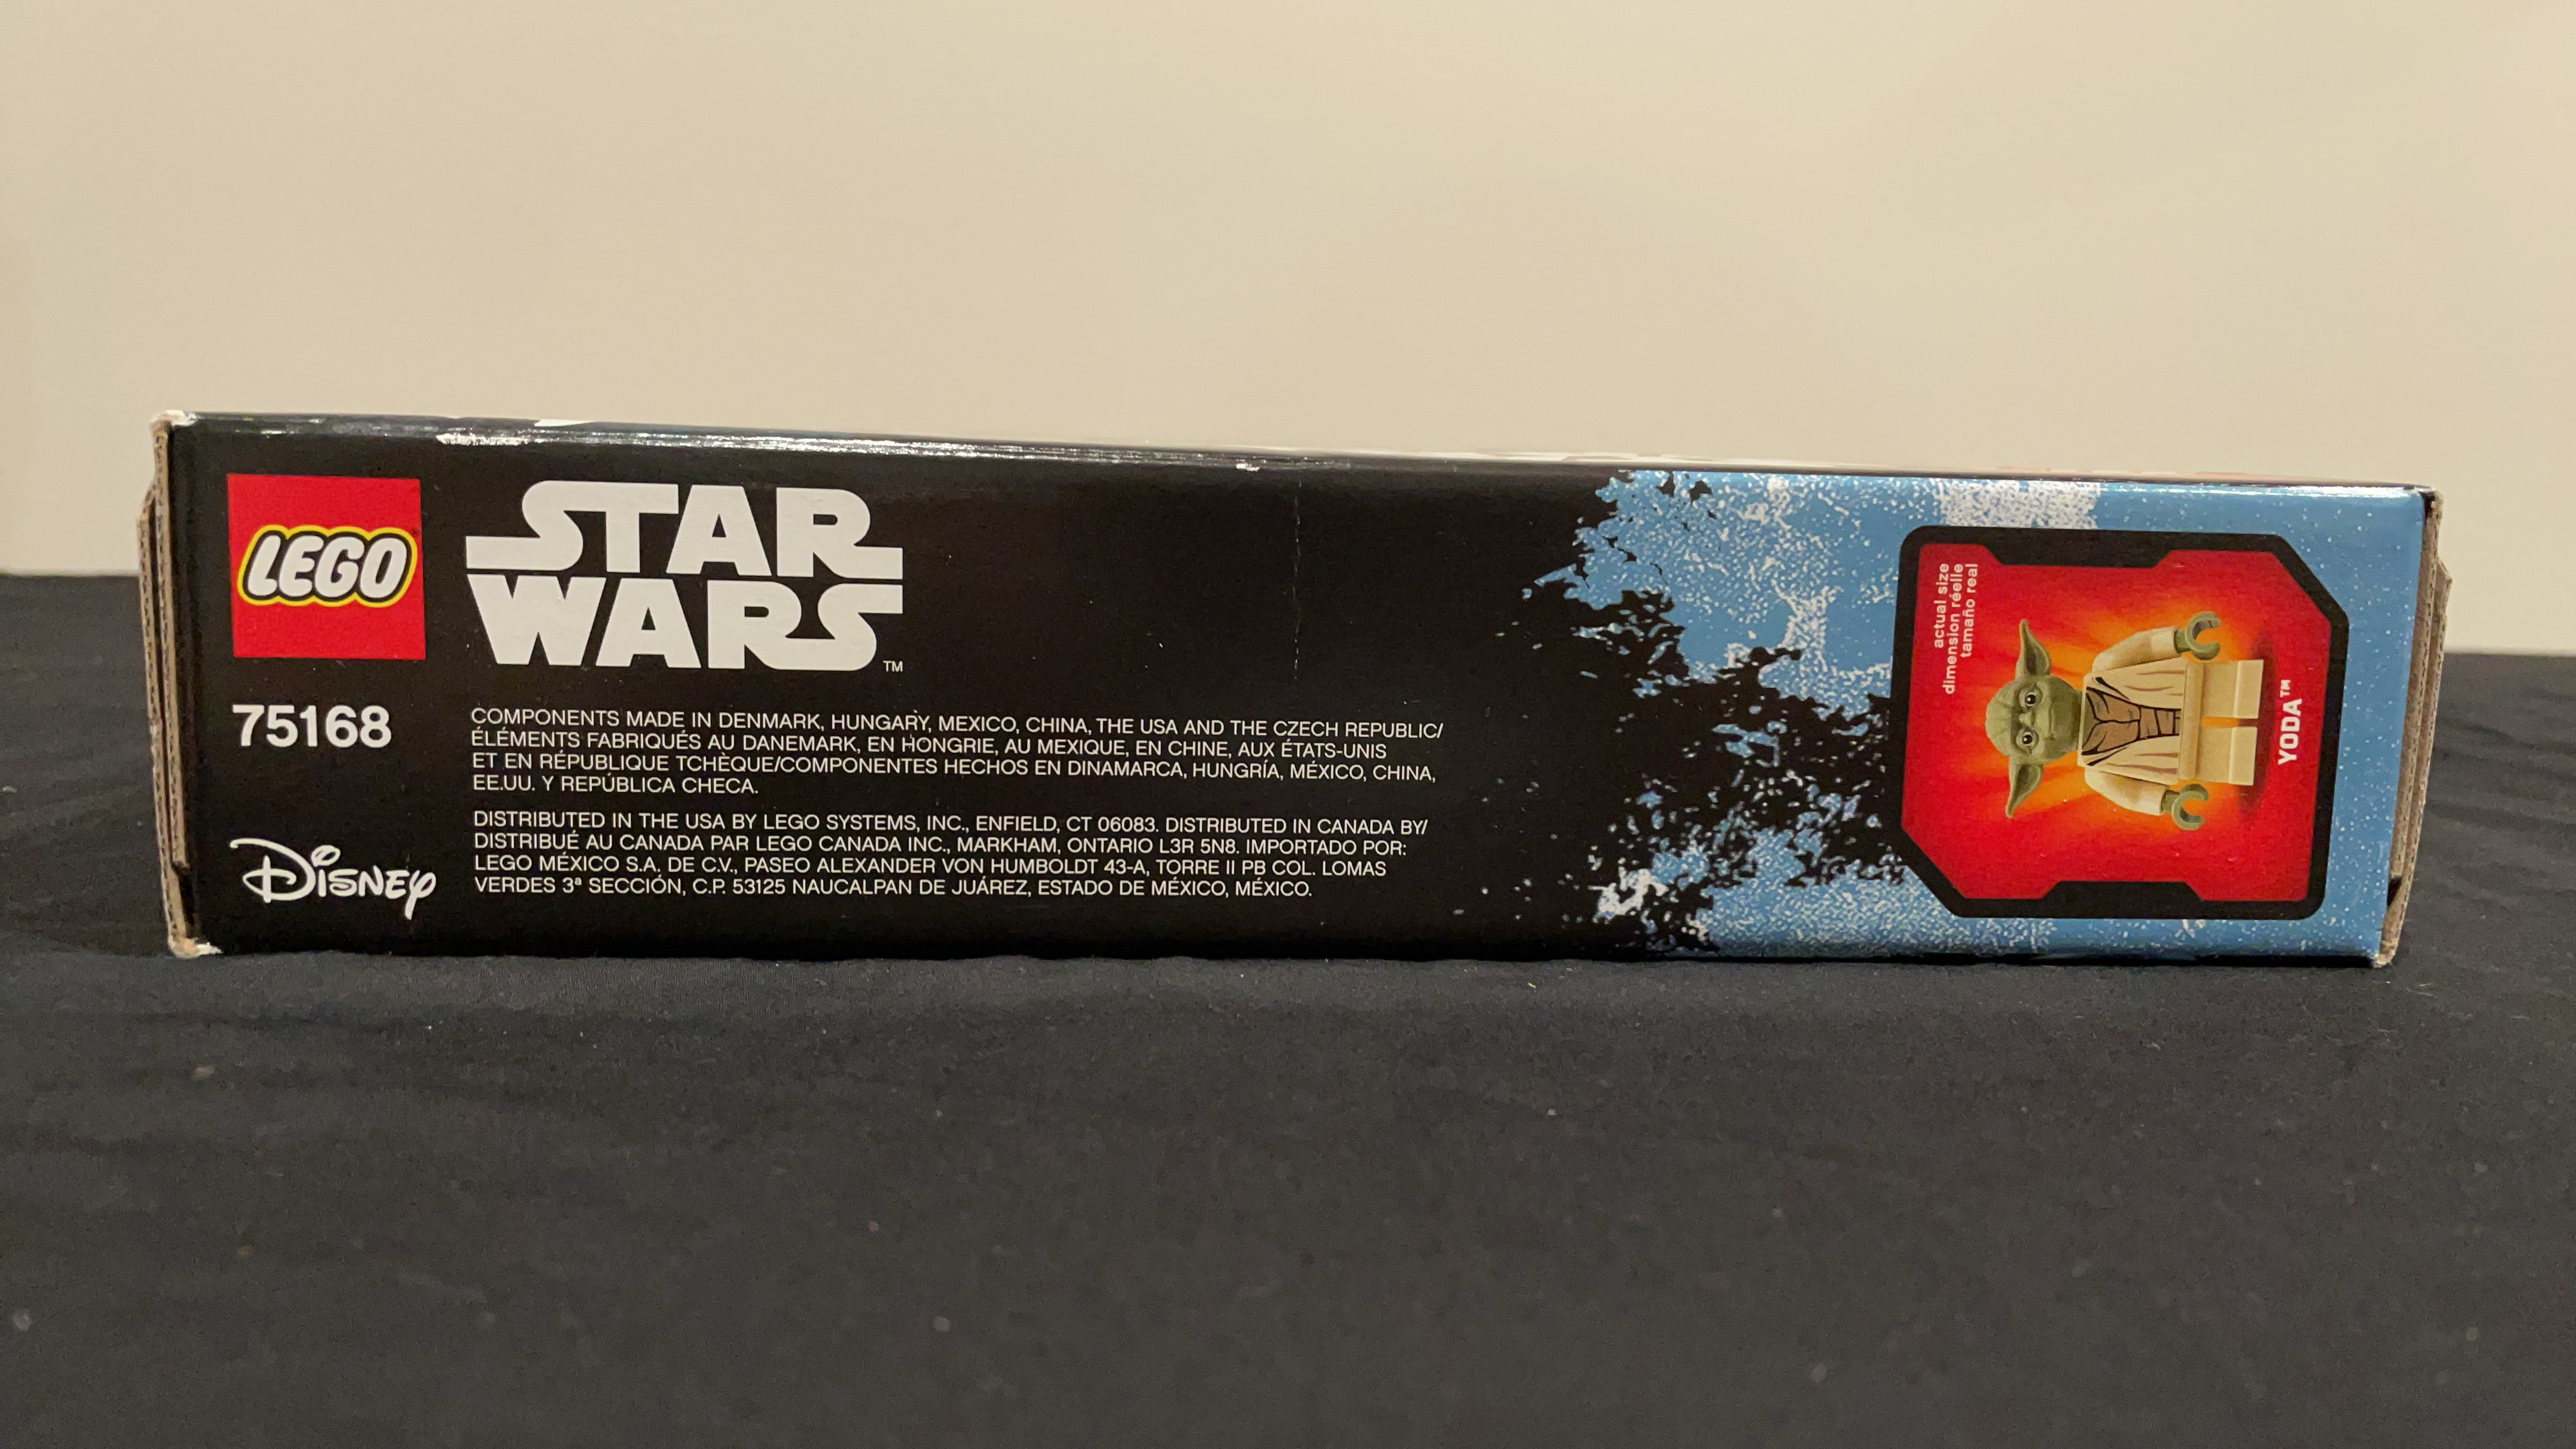 LEGO
STAR
WARS™
75168
COMPONENTS MADE IN DENMARK, HUNGARY, MEXICO, CHINA, THE USA AND THE CZECH REPUBLIC/
ÉLÉMENTS FABRIQUÉS AU DANEMARK, EN HONGRIE, AU MEXIQUE, EN CHINE, AUX ÉTATS-UNIS
ET EN RÉPUBLIQUE TCHÈQUE/COMPONENTES HECHOS EN DINAMARCA, HUNGRÍA, MÉXICO, CHINA,
EE.UU. Y REPÚBLICA CHECA.
DISNEY
DISTRIBUTED IN THE USA BY LEGO SYSTEMS, INC., ENFIELD, CT 06083. DISTRIBUTED IN CANADA BY/
DISTRIBUÉ AU CANADA PAR LEGO CANADA INC., MARKHAM, ONTARIO L3R 5N8. IMPORTADO POR:
LEGO MÉXICO S.A. DE C.V., PASEO ALEXANDER VON HUMBOLDT 43-A, TORRE II PB COL. LOMAS
VERDES 3ª SECCIÓN, C.P. 53125 NAUCALPAN DE JUÁREZ, ESTADO DE MÉXICO, MÉXICO.
actual size
dimension réelle
tamaño real
YODA™